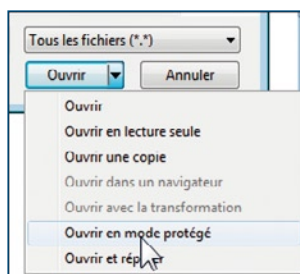 Tous les fichiers (*.*)
Ouvrir Annuler
Ouvrir
Ouvrir en lecture seule
Ouvrir une copie
Ouvrir dans un navigateur
Ouvrir avec la transformation
Ouvrir en mode protégé
Ouvrir et réparer